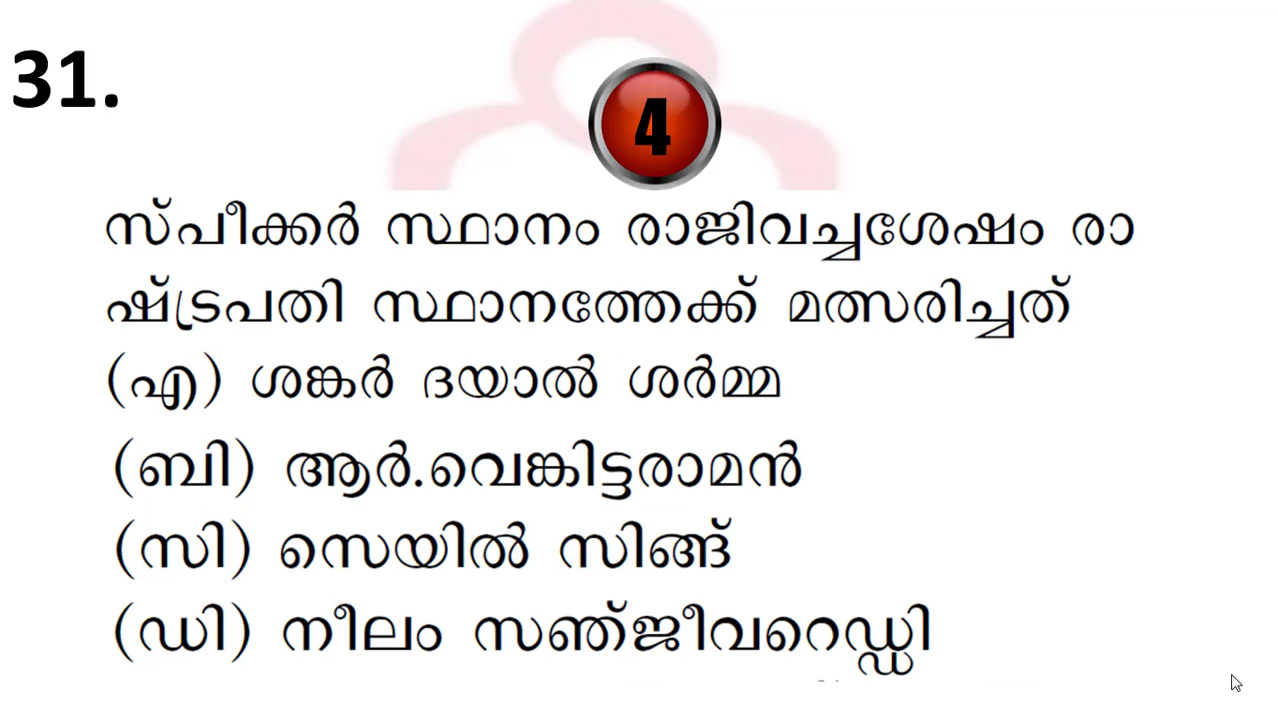 31.
4
സ്പീക്കർ സ്ഥാനം രാജിവച്ചശേഷം രാ
ഷ്ട്രപതി സ്ഥാനത്തേക്ക് മത്സരിച്ചത്
(എ) ശങ്കർ ദയാൽ ശർമ്മ
(ബി) ആർ.വെങ്കിട്ടരാമൻ
(സി) സെയിൽ സിങ്ങ്
(ഡി) നീലം സഞ്ജീവറെഡ്ഡി